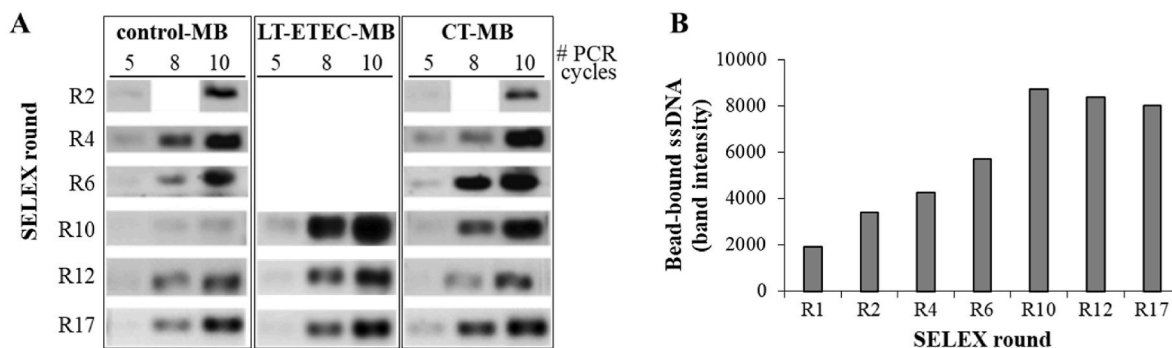 A
control-MB LT-ETEC-MB CT-MB
5 8 10 5 8 10 5 8 10 # PCR cycles
SELEX round
R2
R4
R6
R10
R12
R17
B
Bead-bound ssDNA
(band intensity)
10000
8000
6000
4000
2000
0
R1 R2 R4 R6 R10 R12 R17
SELEX round